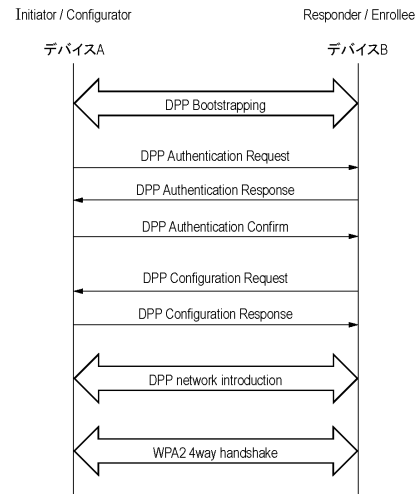 Initiator / Configurator
Responder / Enrollee
デバイスA
デバイスB
DPP Bootstrapping
DPP Authentication Request
DPP Authentication Response
DPP Authentication Confirm
DPP Configuration Request
DPP Configuration Response
DPP network introduction
WPA2 4way handshake